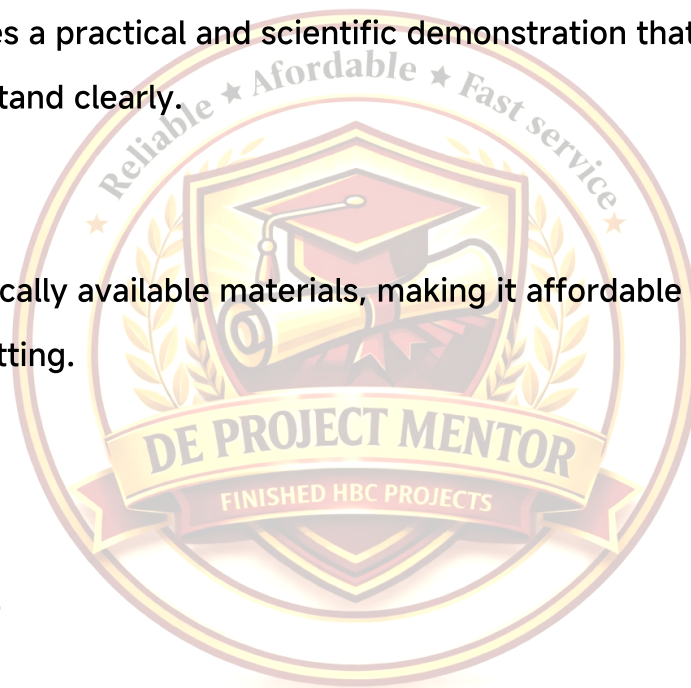 es a practical and scientific demonstration that
Reliable ★ Afordable ★ Fast service
tand clearly.
cally available materials, making it affordable
tting.
DE PROJECT MENTOR
FINISHED HBC PROJECTS